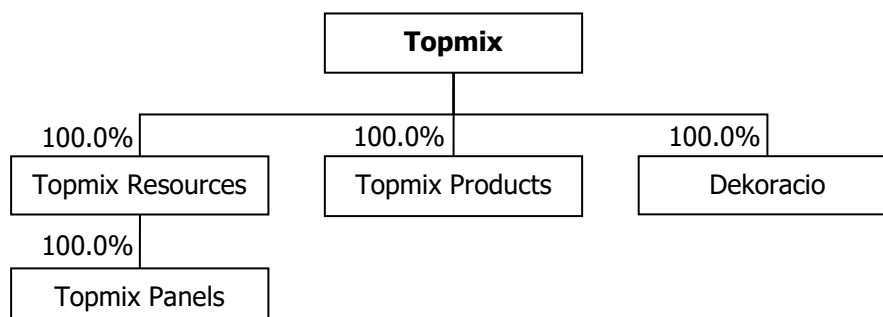 Topmix
100.0%
100.0%
100.0%
Topmix Resources
Topmix Products
Dekoracio
100.0%
Topmix Panels